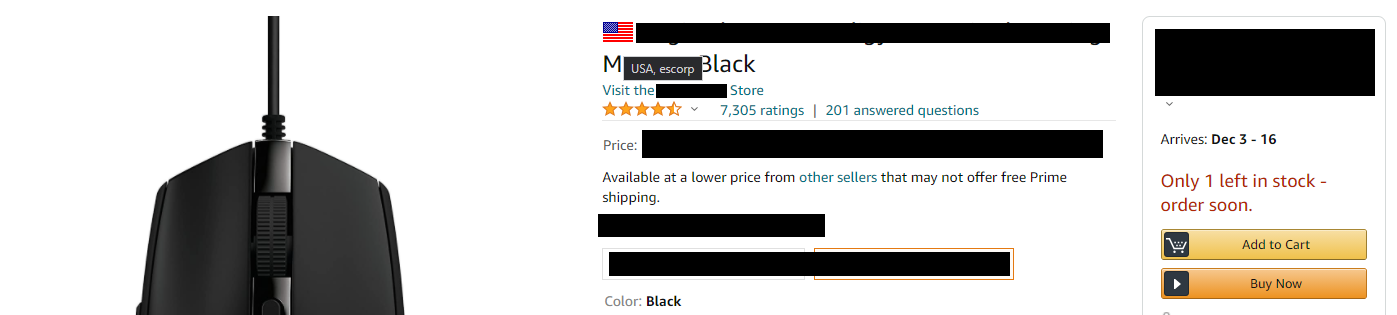 M Black
USA, escorp
Visit the Store
7,305 ratings | 201 answered questions
Price:
Available at a lower price from other sellers that may not offer free Prime
shipping.
Color: Black
Arrives: Dec 3 - 16
Only 1 left in stock -
order soon.
Add to Cart
Buy Now